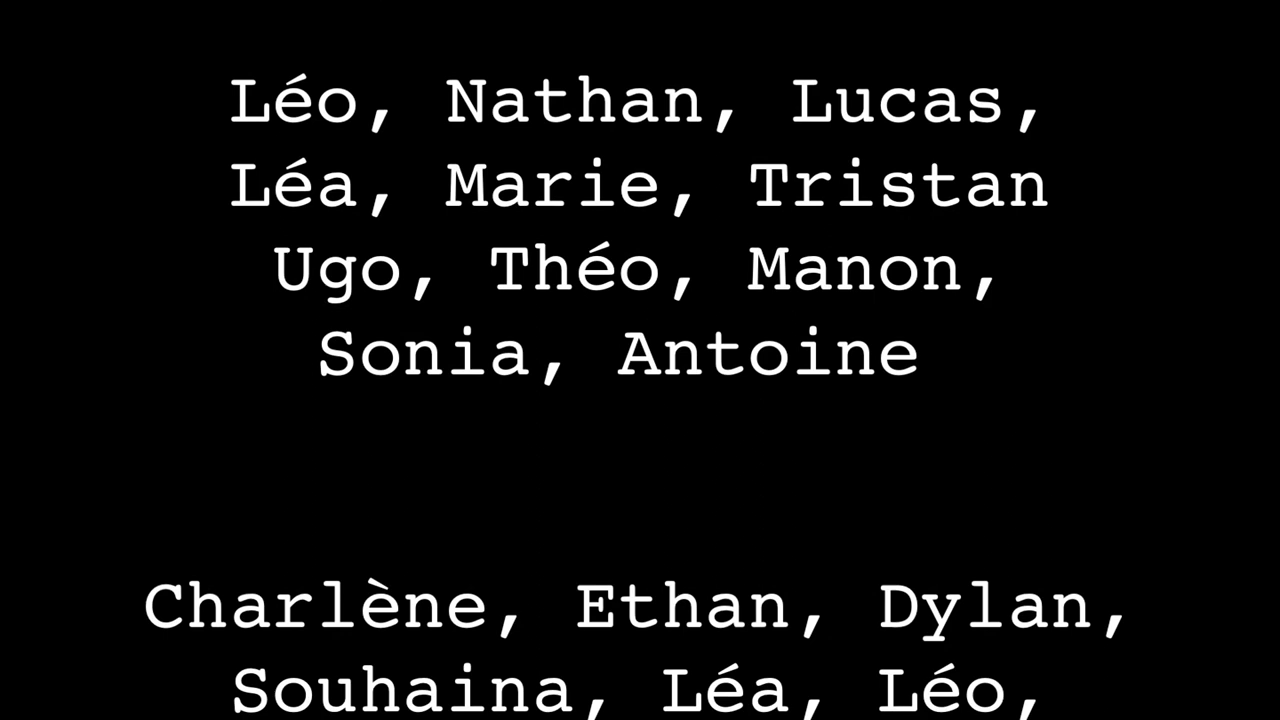 Léo, Nathan, Lucas,
Léa, Marie, Tristan
Ugo, Théo, Manon,
Sonia, Antoine
Charlène, Ethan, Dylan,
Souhaina, Léa, Léo,